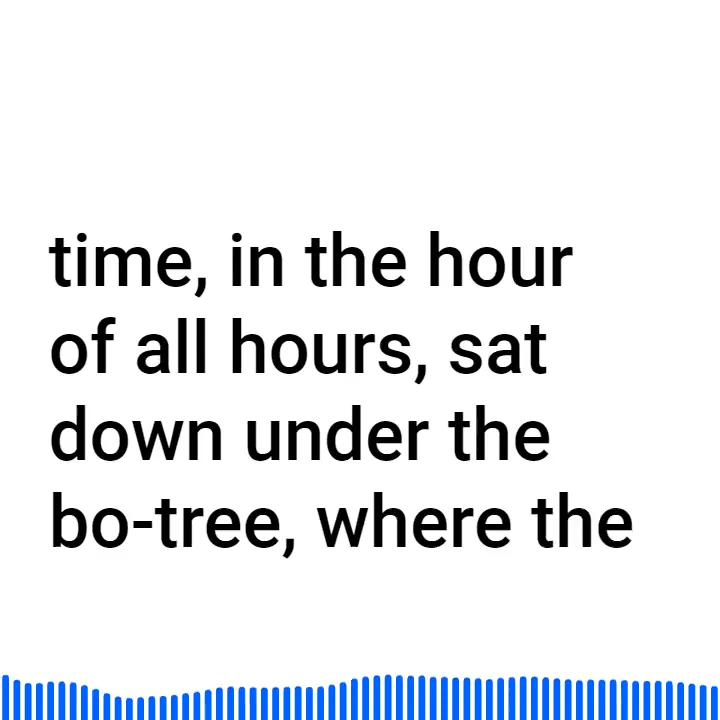 time, in the hour
of all hours, sat
down under the
bo-tree, where the